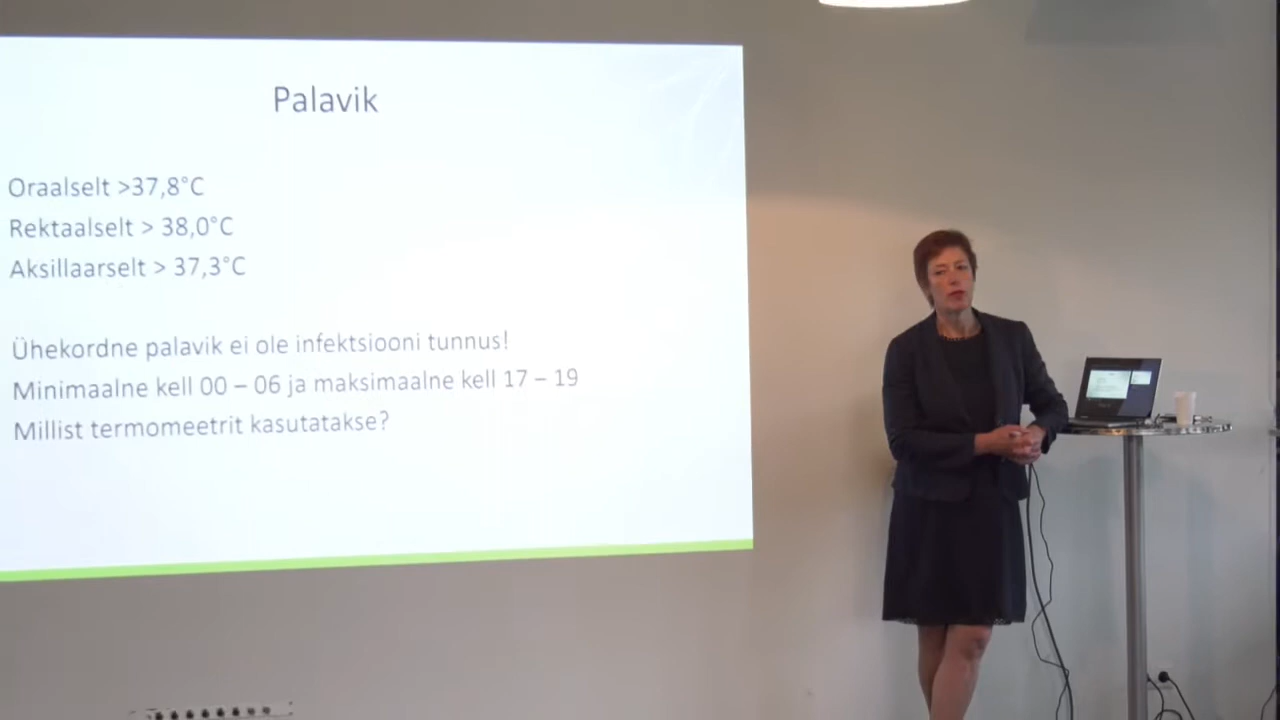 Palavik
Oraalselt >37,8°C
Rektaalselt > 38,0°C
Aksillaarselt > 37,3°C
Ühekordne palavik ei ole infektsiooni tunnus!
Minimaalne kell 00 – 06 ja maksimaalne kell 17 – 19
Millist termomeetrit kasutatakse?